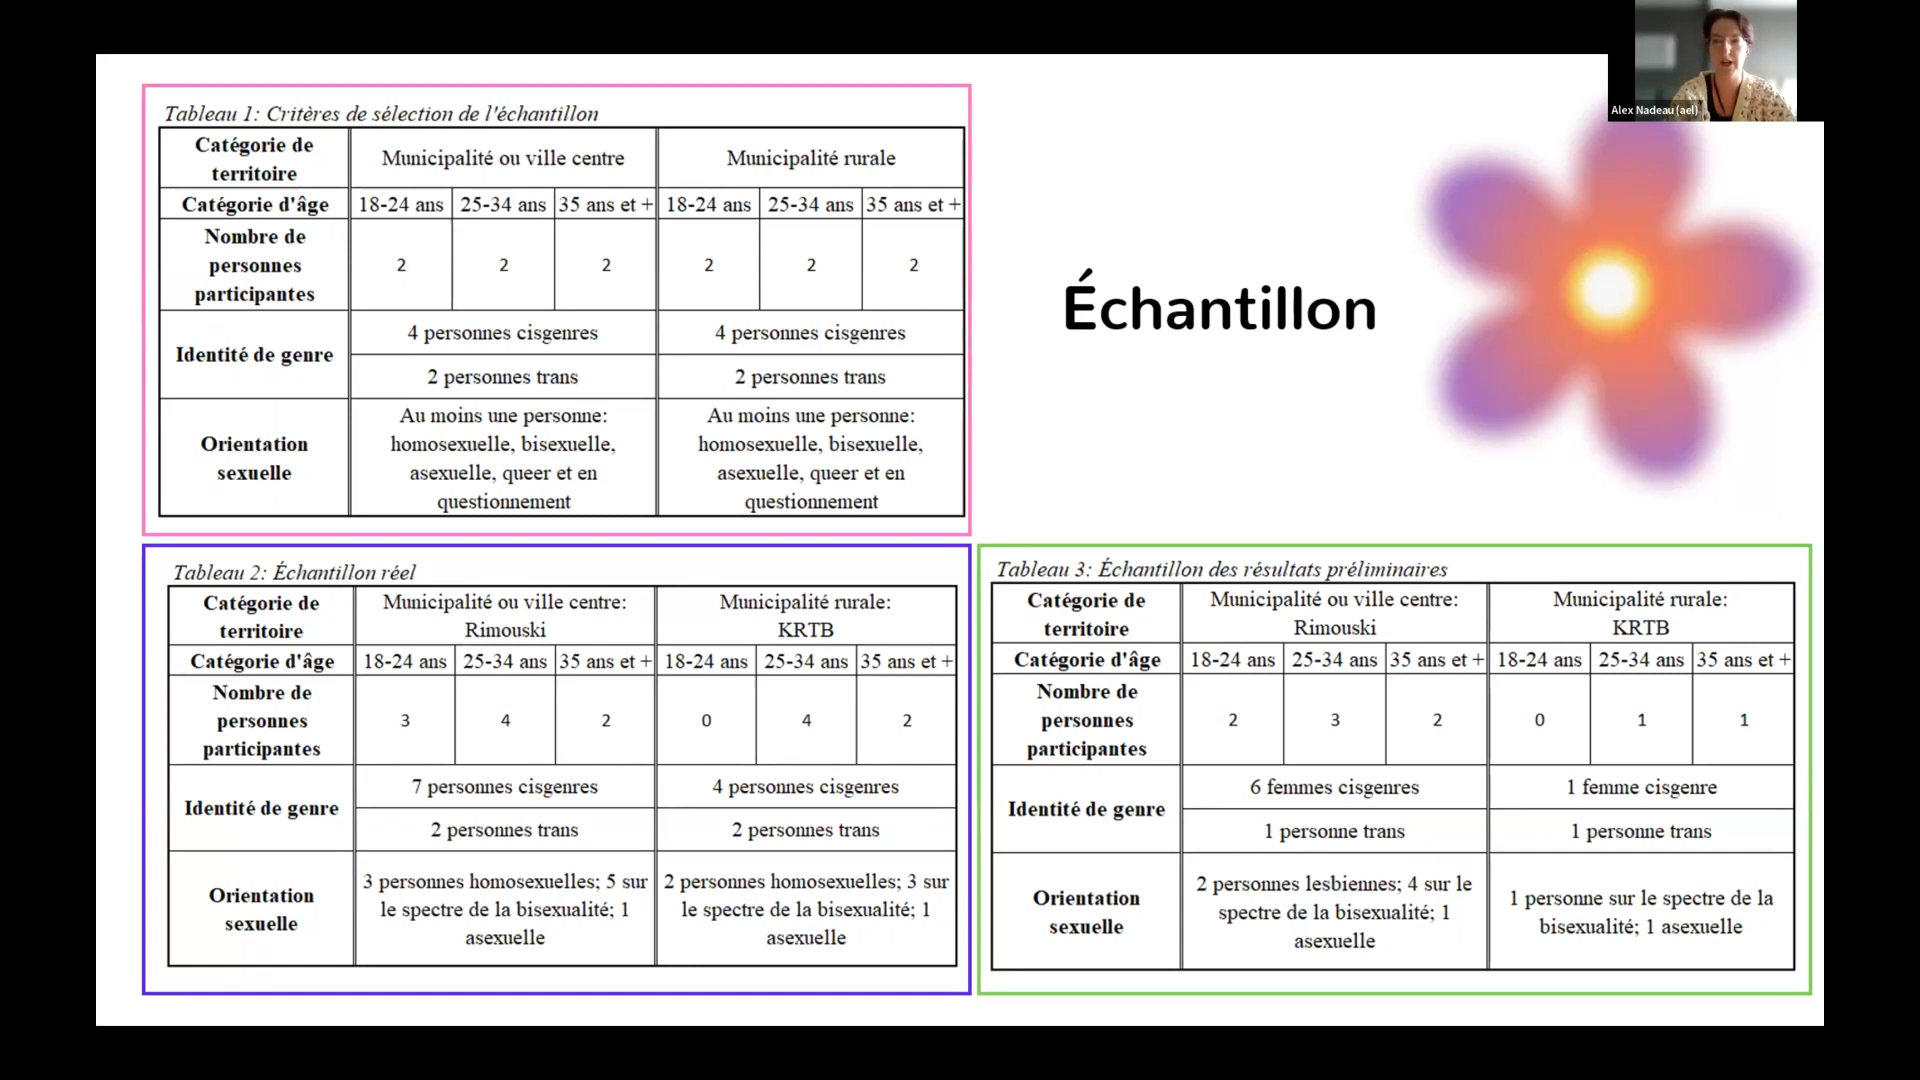 Alex Nadeau (ael)
Tableau 1: Critères de sélection de l'échantillon
Catégorie de
territoire
Municipalité ou ville centre
Municipalité rurale
Catégorie d'âge
18-24 ans
25-34 ans
35 ans et +
18-24 ans
25-34 ans
35 ans et +
Nombre de
personnes
participantes
2
2
2
2
2
2
Identité de genre
4 personnes cisgenres
4 personnes cisgenres
2 personnes trans
2 personnes trans
Orientation
sexuelle
Au moins une personne:
homosexuelle, bisexuelle,
asexuelle, queer et en
questionnement
Au moins une personne:
homosexuelle, bisexuelle,
asexuelle, queer et en
questionnement
Échantillon
Tableau 2: Échantillon réel
Catégorie de
territoire
Municipalité ou ville centre:
Rimouski
Municipalité rurale:
KRTB
Catégorie d'âge
18-24 ans
25-34 ans
35 ans et +
18-24 ans
25-34 ans
35 ans et +
Nombre de
personnes
participantes
3
4
2
0
4
2
Identité de genre
7 personnes cisgenres
4 personnes cisgenres
2 personnes trans
2 personnes trans
Orientation
sexuelle
3 personnes homosexuelles; 5 sur
le spectre de la bisexualité; 1
asexuelle
2 personnes homosexuelles; 3 sur
le spectre de la bisexualité; 1
asexuelle
Tableau 3: Échantillon des résultats préliminaires
Catégorie de
territoire
Municipalité ou ville centre:
Rimouski
Municipalité rurale:
KRTB
Catégorie d'âge
18-24 ans
25-34 ans
35 ans et +
18-24 ans
25-34 ans
35 ans et +
Nombre de
personnes
participantes
2
3
2
0
1
1
Identité de genre
6 femmes cisgenres
1 femme cisgenre
1 personne trans
1 personne trans
Orientation
sexuelle
2 personnes lesbiennes; 4 sur le
spectre de la bisexualité; 1
asexuelle
1 personne sur le spectre de la
bisexualité; 1 asexuelle